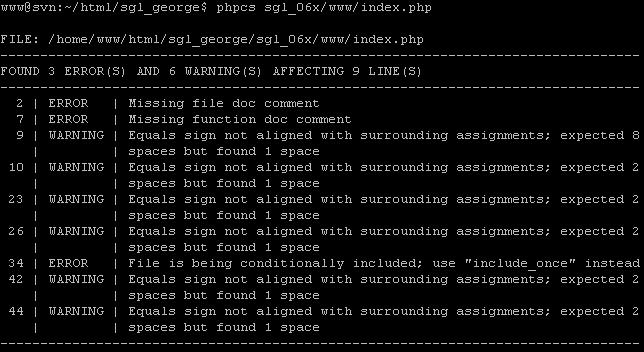 www@svn:~/html/sgl_george$ phpcs sgl_06x/www/index.php
FILE: /home/www/html/sgl_george/sgl_06x/www/index.php
--------------------------------------------------------------------------------
FOUND 3 ERROR(S) AND 6 WARNING(S) AFFECTING 9 LINE(S)
--------------------------------------------------------------------------------
  2 | ERROR   | Missing file doc comment
  7 | ERROR   | Missing function doc comment
  9 | WARNING | Equals sign not aligned with surrounding assignments; expected 8
    |         | spaces but found 1 space
 10 | WARNING | Equals sign not aligned with surrounding assignments; expected 2
    |         | spaces but found 1 space
 23 | WARNING | Equals sign not aligned with surrounding assignments; expected 2
    |         | spaces but found 1 space
 26 | WARNING | Equals sign not aligned with surrounding assignments; expected 2
    |         | spaces but found 1 space
 34 | ERROR   | File is being conditionally included; use "include_once" instead
 42 | WARNING | Equals sign not aligned with surrounding assignments; expected 2
    |         | spaces but found 1 space
 44 | WARNING | Equals sign not aligned with surrounding assignments; expected 2
    |         | spaces but found 1 space
--------------------------------------------------------------------------------